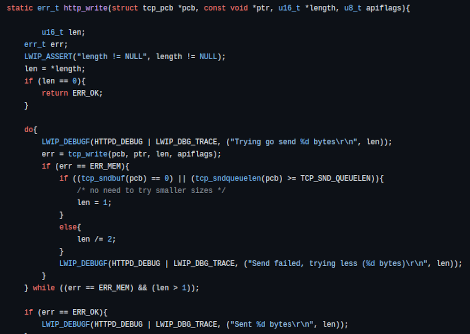 static err_t http_write(struct tcp_pcb *pcb, const void *ptr, u16_t *length, u8_t apiflags){
u16_t len;
err_t err;
LWIP_ASSERT("length != NULL", length != NULL);
len = *length;
if (len == 0){
return ERR_OK;
}
do{
LWIP_DEBUGF(HTTPD_DEBUG | LWIP_DBG_TRACE, ("Trying go send %d bytes\r\n", len));
err = tcp_write(pcb, ptr, len, apiflags);
if (err == ERR_MEM){
if ((tcp_sndbuf(pcb) == 0) || (tcp_sndqueuelen(pcb) >= TCP_SND_QUEUELEN)){
/* no need to try smaller sizes */
len = 1;
}
else{
len /= 2;
}
LWIP_DEBUGF(HTTPD_DEBUG | LWIP_DBG_TRACE, ("Send failed, trying less (%d bytes)\r\n", len));
}
} while ((err == ERR_MEM) && (len > 1));
if (err == ERR_OK){
LWIP_DEBUGF(HTTPD_DEBUG | LWIP_DBG_TRACE, ("Sent %d bytes\r\n", len));